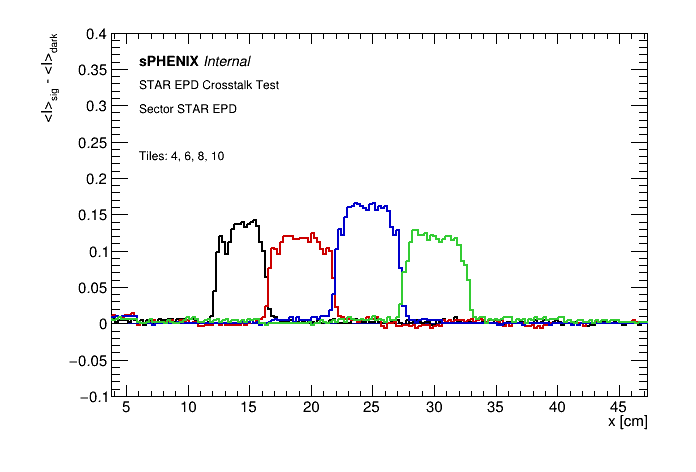 <I>sig - <I>dark
0.4
0.35
0.3
0.25
0.2
0.15
0.1
0.05
0
−0.05
−0.1
sPHENIX Internal
STAR EPD Crosstalk Test
Sector STAR EPD
Tiles: 4, 6, 8, 10
5 10 15 20 25 30 35 40 45
x [cm]